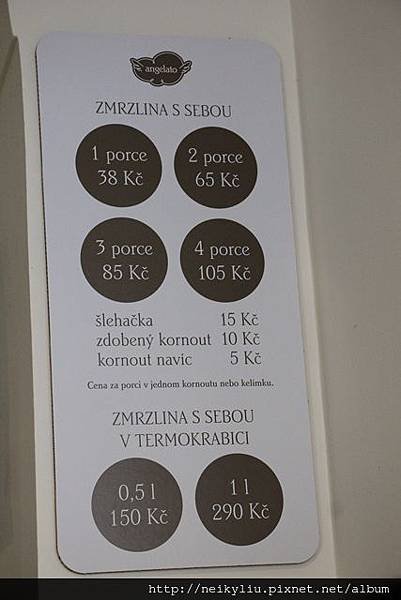 angelato
ZMRZLINA S SEBOU
1 porce
38 Kč
2 porce
65 Kč
3 porce
85 Kč
4 porce
105 Kč
šlehačka 15 Kč
zdobený kornout 10 Kč
kornout navic 5 Kč
Cena za porci v jednom kornoutu nebo kelímku.
ZMRZLINA S SEBOU
V TERMOKRABICI
0,5 l
150 Kč
1 l
290 Kč
http://neikyliu.pixnet.net/album